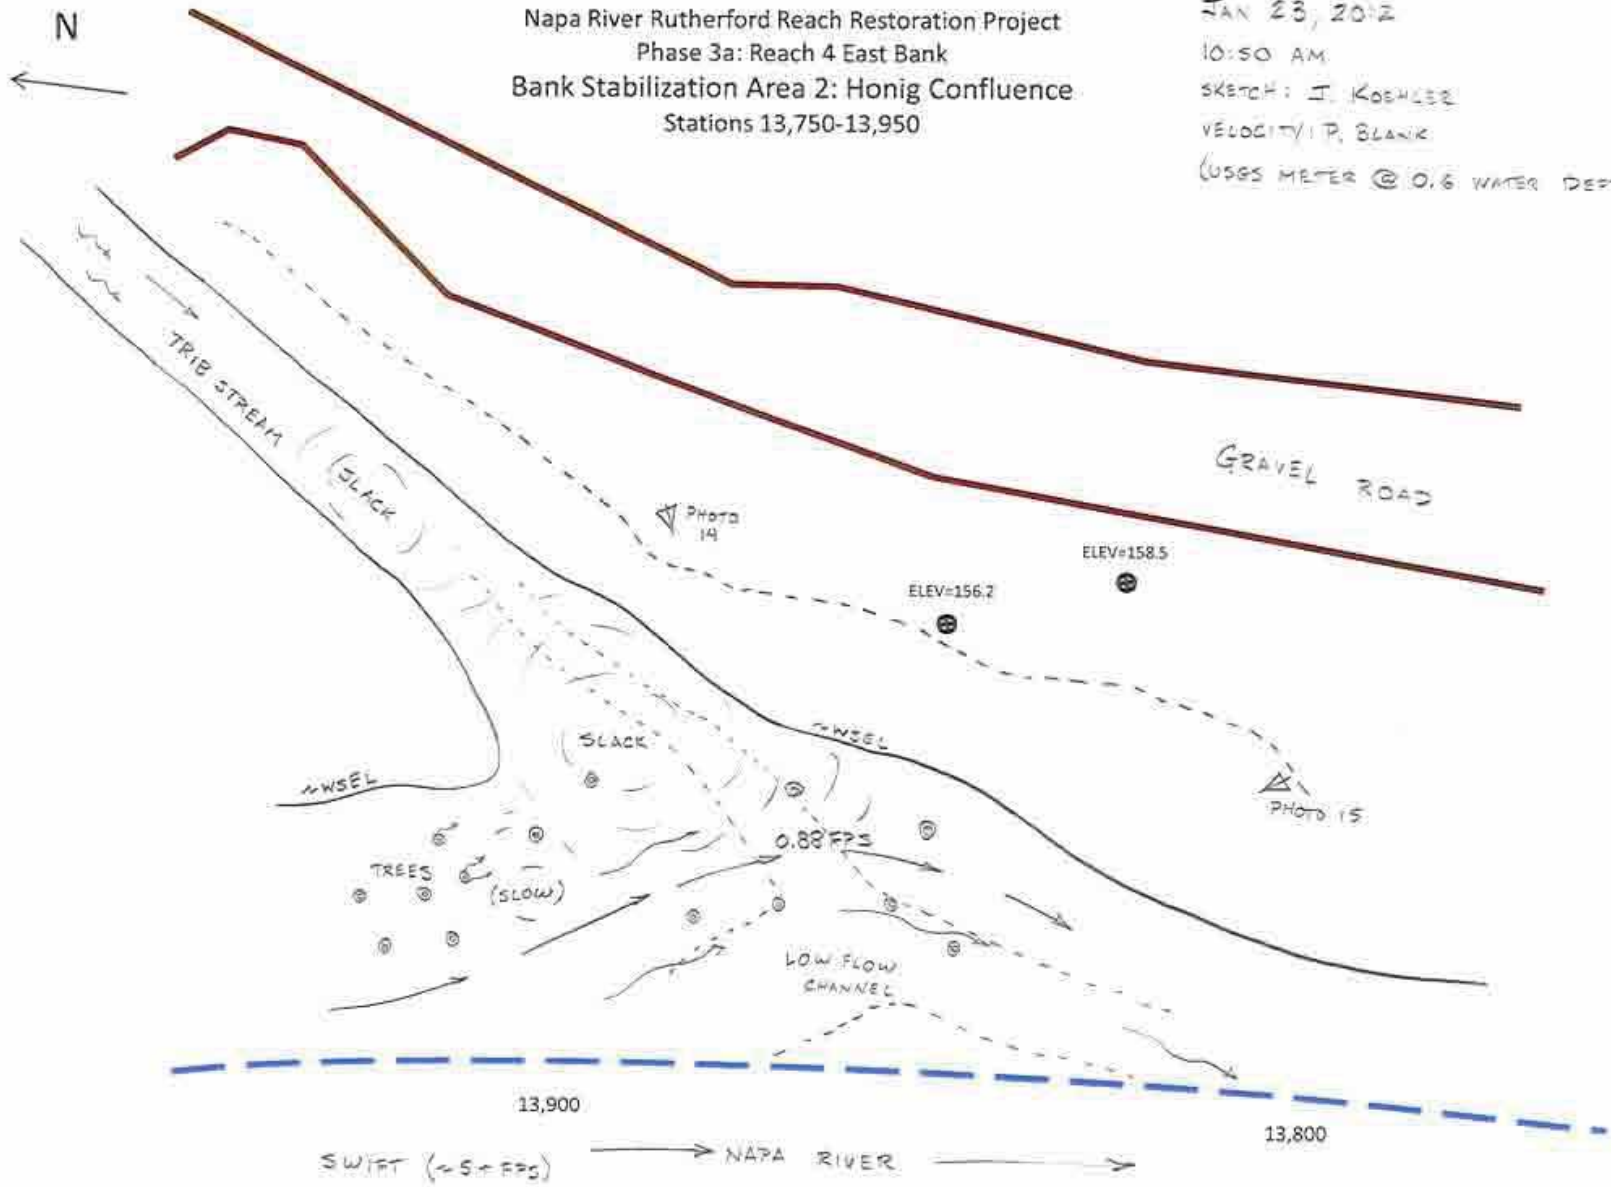 N
Napa River Rutherford Reach Restoration Project
Phase 3a: Reach 4 East Bank
Bank Stabilization Area 2: Honig Confluence
Stations 13,750-13,950
JAN 23, 2012
10:50 AM
SKETCH: J. KOEHLER
VELOCITY: P. BLANK
(USGS METER @ 0.6 WATER
TRIB STREAM
(SLACK)
GRAVEL ROAD
PHOTO
14
ELEV=158.5
ELEV=156.2
~WSEL
SLACK
~WSEL
PHOTO 15
0.88 FPS
TREES
(SLOW)
LOW FLOW
CHANNEL
13,900
13,800
SWIFT (~5+ FPS)
NAPA RIVER